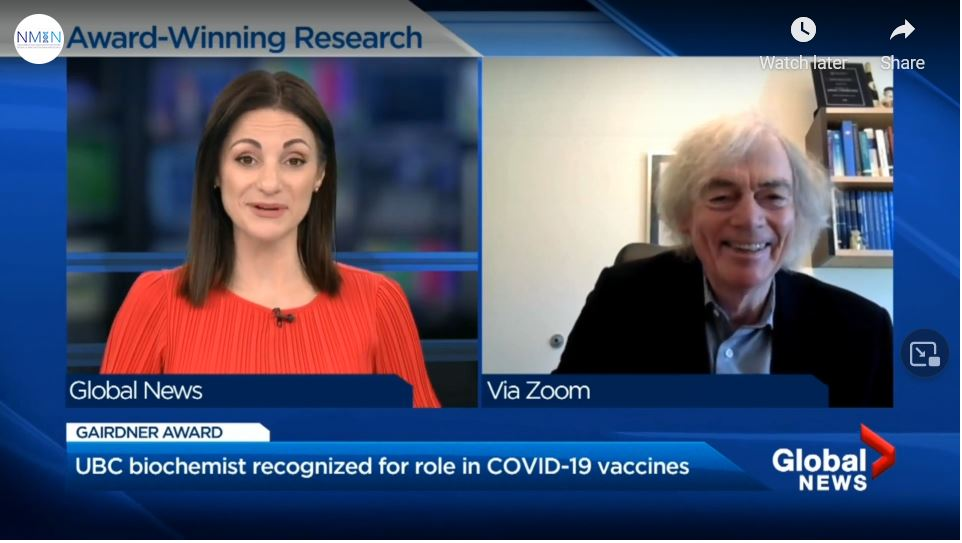 NMIN
Award-Winning Research
Watch later
Share
Global News
Via Zoom
GAIRDNER AWARD
UBC biochemist recognized for role in COVID-19 vaccines
Global
NEWS